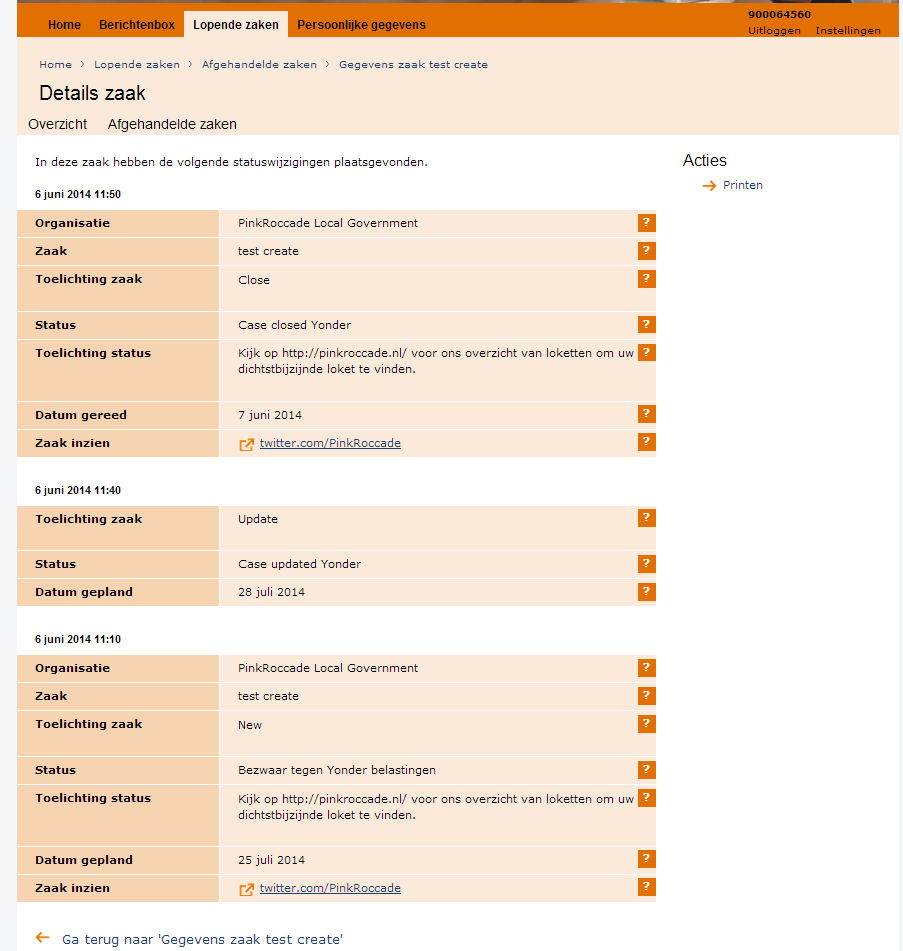 Home Berichtenbox Lopende zaken Persoonlijke gegevens
900064560
Uitloggen Instellingen
Home > Lopende zaken > Afgehandelde zaken > Gegevens zaak test create
Details zaak
Overzicht Afgehandelde zaken
In deze zaak hebben de volgende statuswijzigingen plaatsgevonden.
Acties
Printen
6 juni 2014 11:50
Organisatie PinkRoccade Local Government ?
Zaak test create ?
Toelichting zaak Close ?
Status Case closed Yonder ?
Toelichting status Kijk op http://pinkroccade.nl/ voor ons overzicht van loketten om uw ?
dichtstbijzijnde loket te vinden.
Datum gereed 7 juni 2014 ?
Zaak inzien twitter.com/PinkRoccade ?
6 juni 2014 11:40
Toelichting zaak Update ?
Status Case updated Yonder ?
Datum gepland 28 juli 2014 ?
6 juni 2014 11:10
Organisatie PinkRoccade Local Government ?
Zaak test create ?
Toelichting zaak New ?
Status Bezwaar tegen Yonder belastingen ?
Toelichting status Kijk op http://pinkroccade.nl/ voor ons overzicht van loketten om uw ?
dichtstbijzijnde loket te vinden.
Datum gepland 25 juli 2014 ?
Zaak inzien twitter.com/PinkRoccade ?
Ga terug naar 'Gegevens zaak test create'